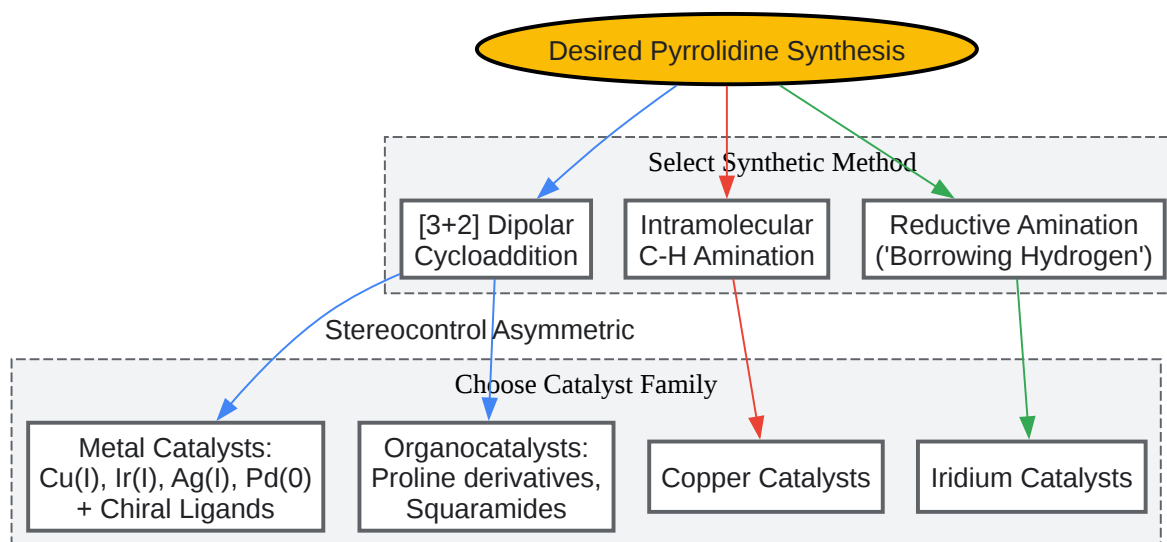 Desired Pyrrolidine Synthesis
Select Synthetic Method
[3+2] Dipolar
Cycloaddition
Intramolecular
C-H Amination
Reductive Amination
('Borrowing Hydrogen')
Stereocontrol Asymmetric
Choose Catalyst Family
Metal Catalysts:
Cu(I), Ir(I), Ag(I), Pd(0)
+ Chiral Ligands
Organocatalysts:
Proline derivatives,
Squaramides
Copper Catalysts
Iridium Catalysts